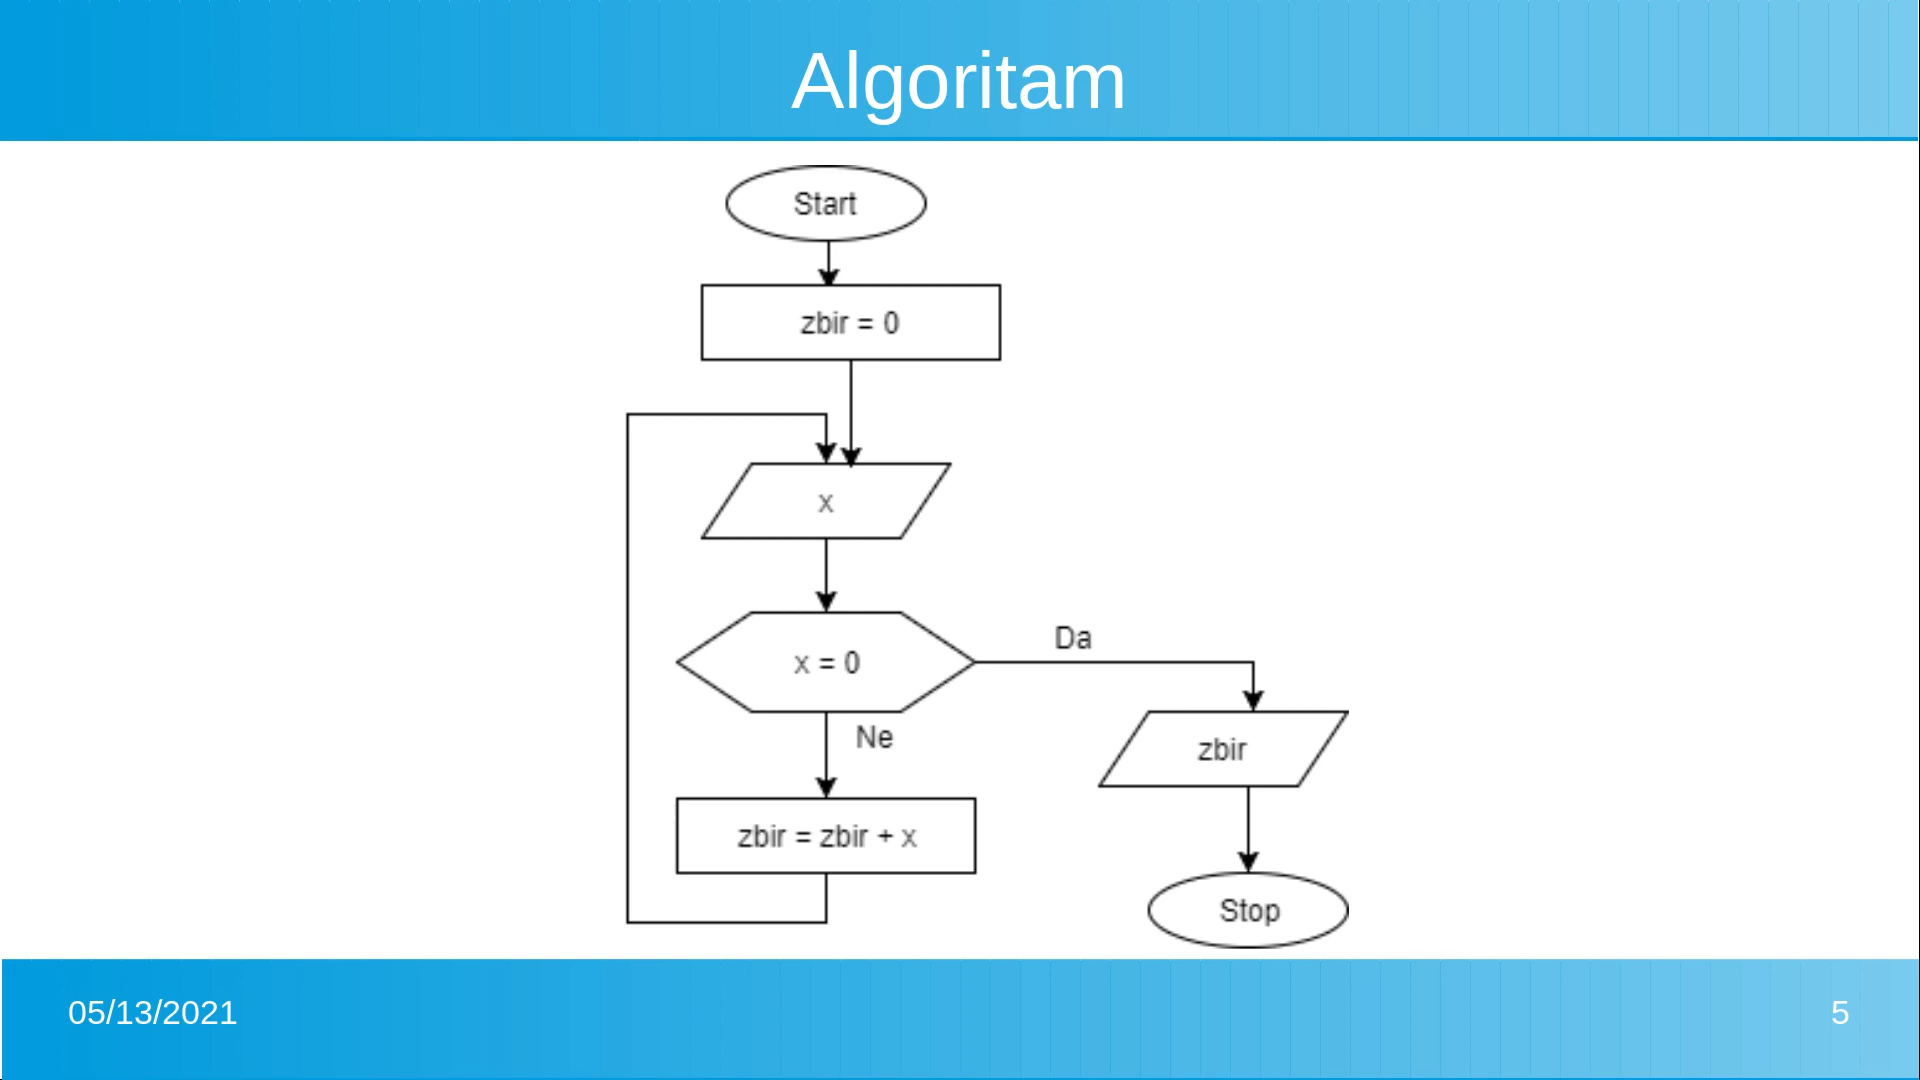 Algoritam
Start
zbir = 0
x
x = 0
Da
Ne
zbir
zbir = zbir + x
Stop
05/13/2021
5